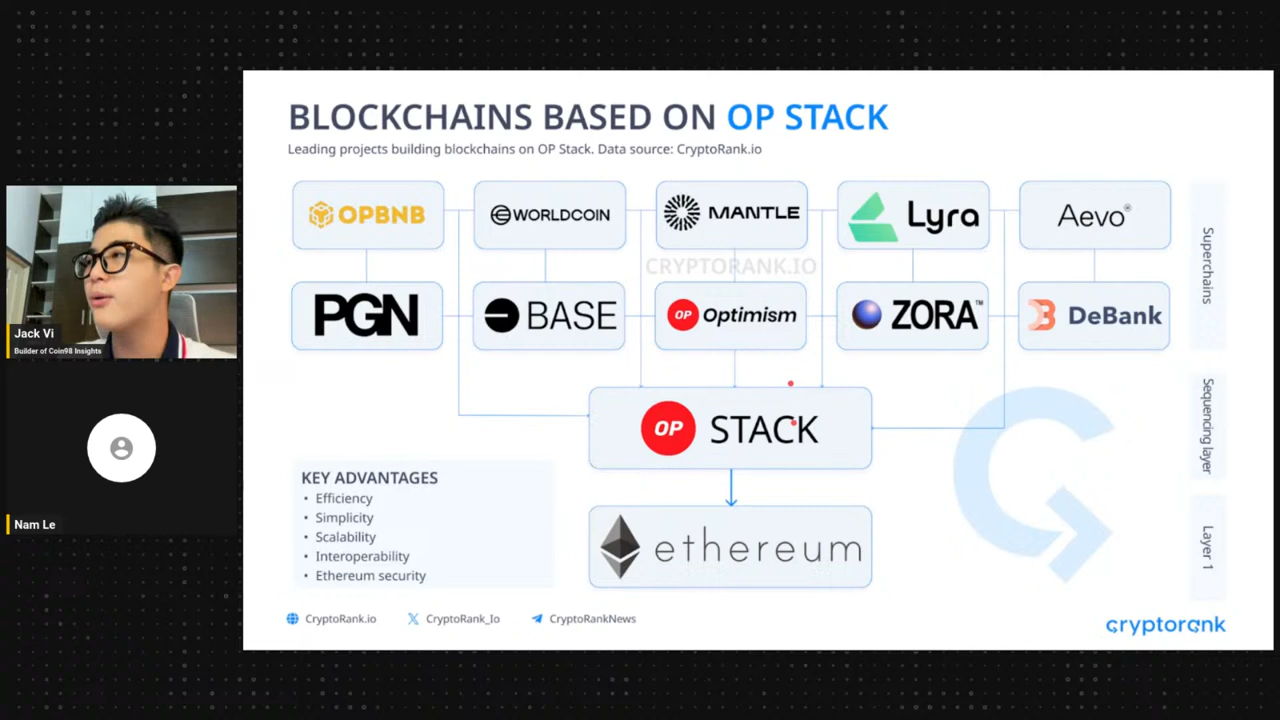 BLOCKCHAINS BASED ON OP STACK
Leading projects building blockchains on OP Stack. Data source: CryptoRank.io
OPBNB
WORLDCOIN
MANTLE
Lyra
Aevo
CRYPTORANK.IO
PGN
BASE
OP Optimism
ZORA™
DeBank
Superchains
OP STACK
Sequencing layer
ethereum
Layer 1
KEY ADVANTAGES
• Efficiency
• Simplicity
• Scalability
• Interoperability
• Ethereum security
CryptoRank.io
CryptoRank_Io
CryptoRankNews
cryptorank
Jack Vi
Builder of Coin98 Insights
Nam Le